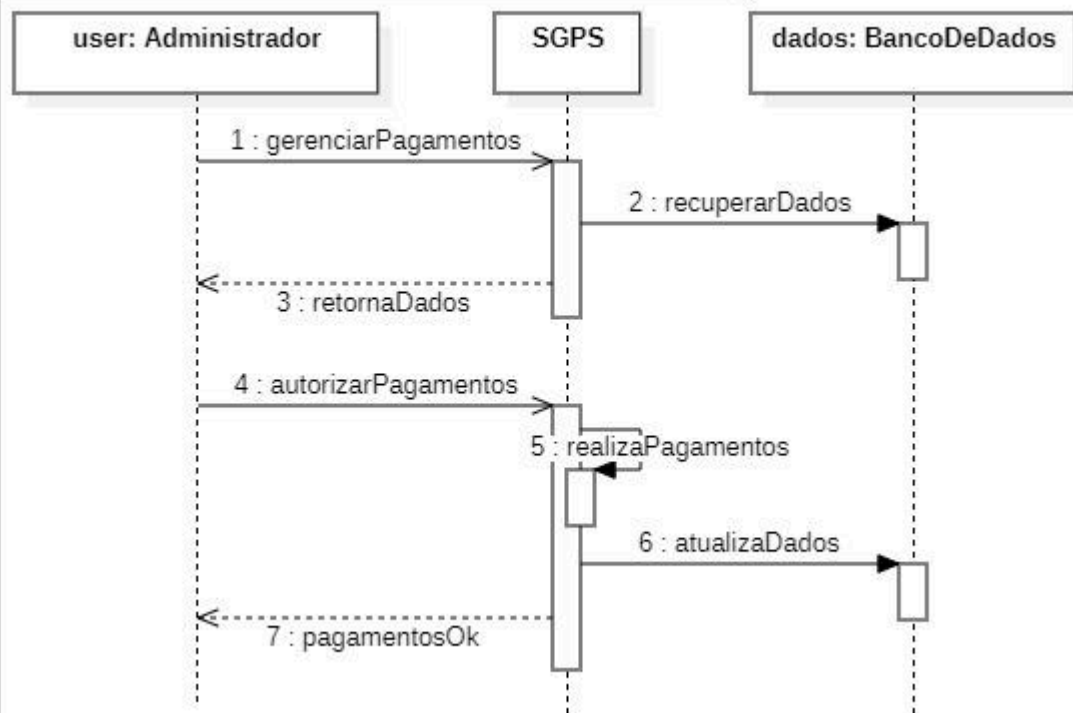 user: Administrador
SGPS
dados: BancoDeDados
1 : gerenciarPagamentos
2 : recuperarDados
3 : retornaDados
4 : autorizarPagamentos
5 : realizaPagamentos
6 : atualizaDados
7 : pagamentosOk